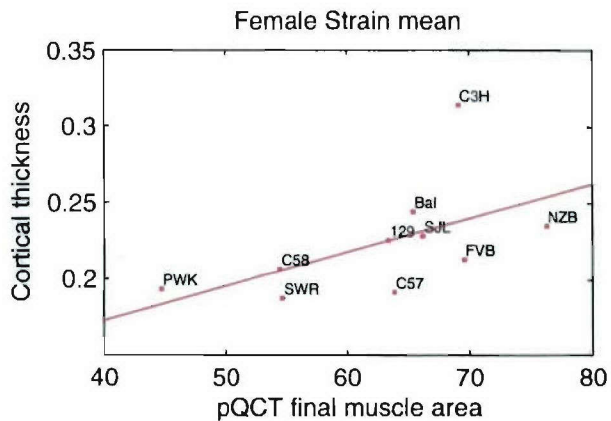 Female Strain mean
0.35
C3H
0.3
Cortical thickness
0.25
Bal
129
SJL
NZB
C58
FVB
0.2
PWK
SWR
C57
40
50
60
70
80
pQCT final muscle area